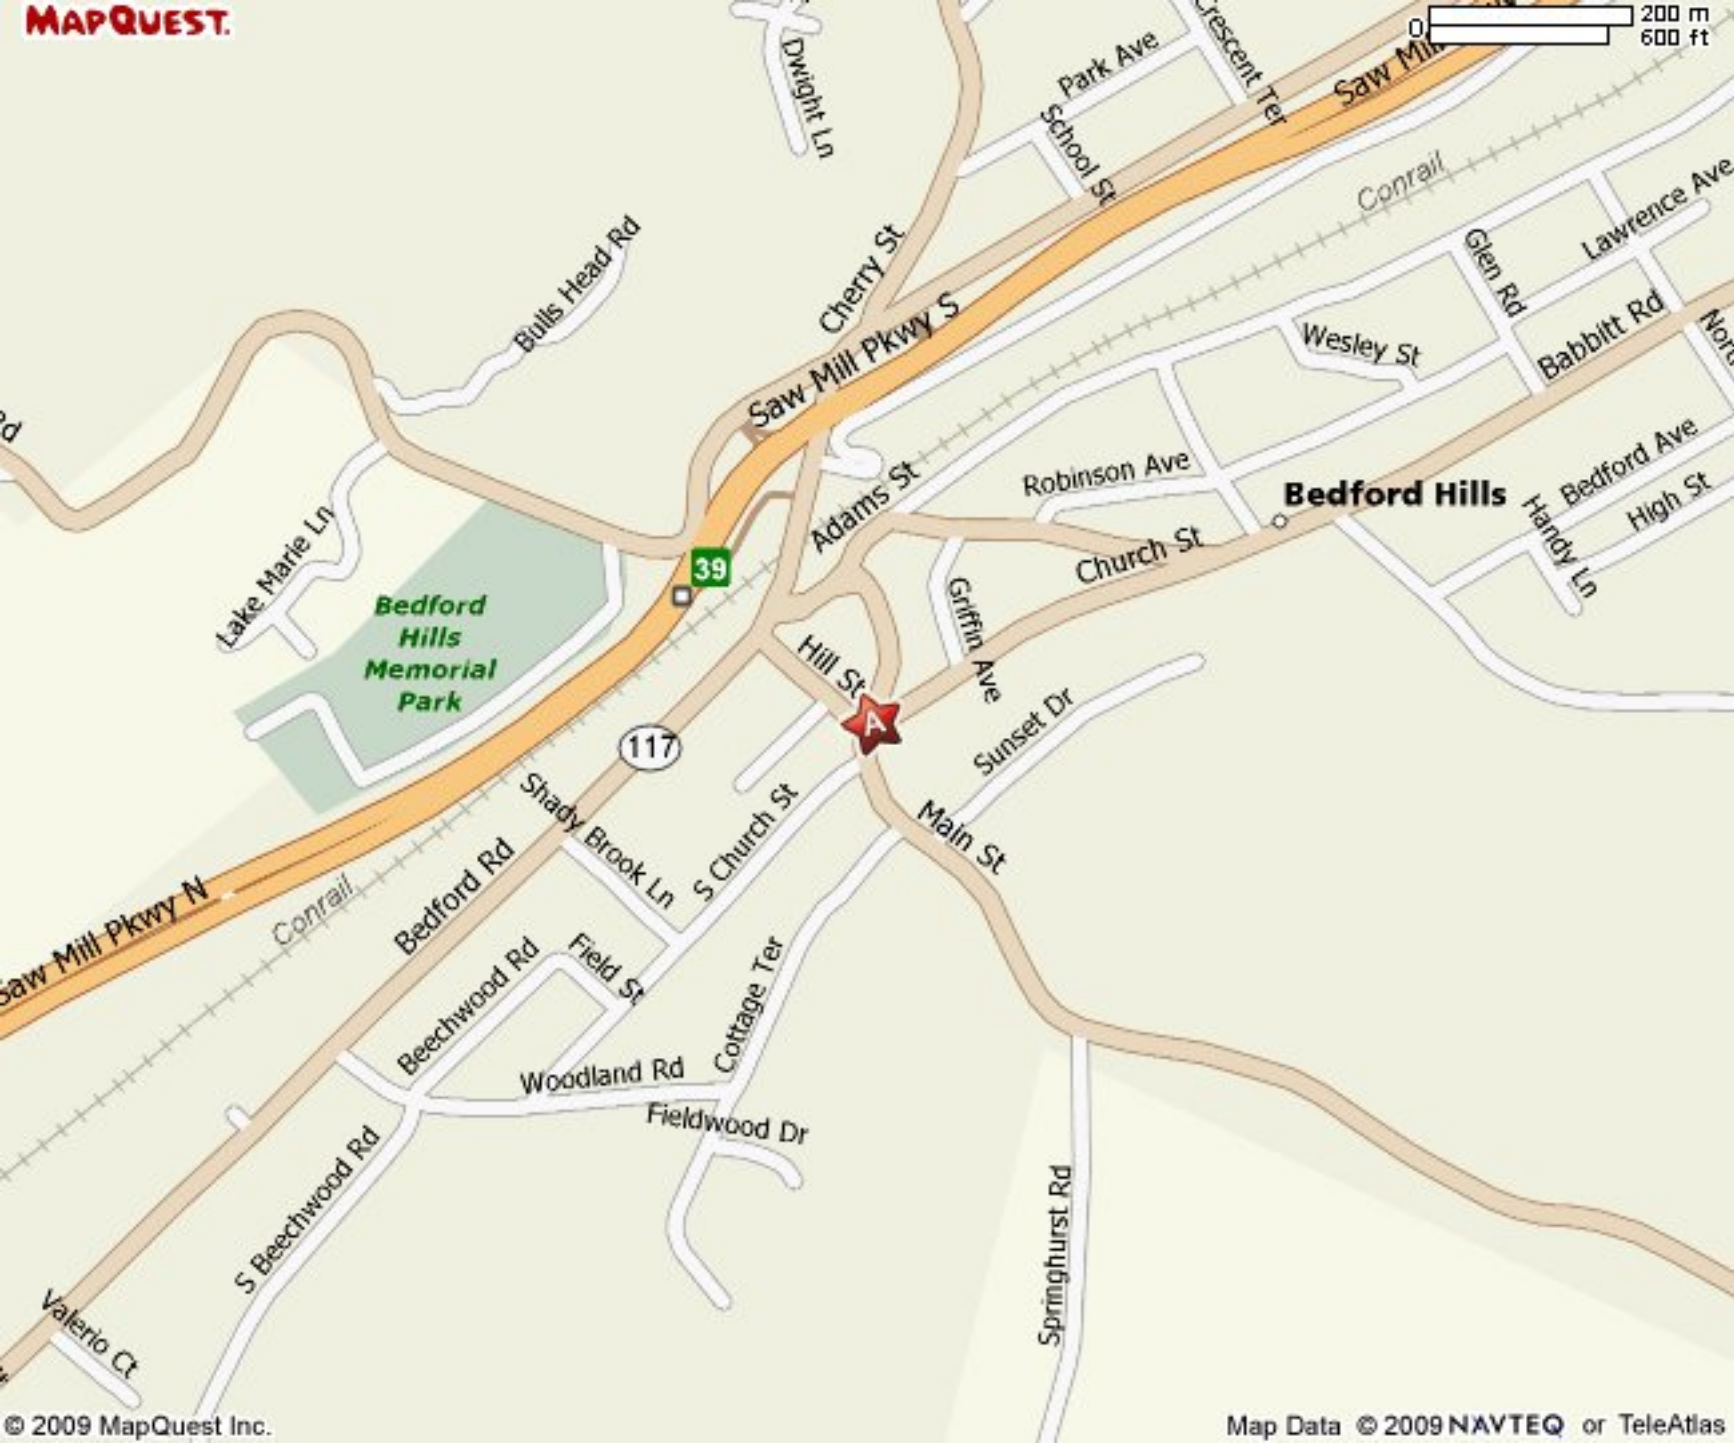 MAPQUEST.
0
200 m
600 ft
Crescent Ter
Park Ave
Dwight Ln
Saw Mill
School St
Conrail
Lawrence Ave
Cherry St
Bulls Head Rd
Glen Rd
Saw Mill Pkwy S
Wesley St
Babbitt Rd
Rd
Robinson Ave
Bedford Ave
Adams St
Bedford Hills
High St
Handy Ln
Lake Marie Ln
Church St
39
Bedford
Hills
Memorial
Park
Griffin Ave
Hill St
A
Sunset Dr
117
Shady Brook Ln
S Church St
Main St
Bedford Rd
Saw Mill Pkwy N
Conrail
Field St
Beechwood Rd
Cottage Ter
Woodland Rd
Fieldwood Dr
S Beechwood Rd
Springhurst Rd
Valerio Ct
© 2009 MapQuest Inc.
Map Data © 2009 NAVTEQ or TeleAtlas